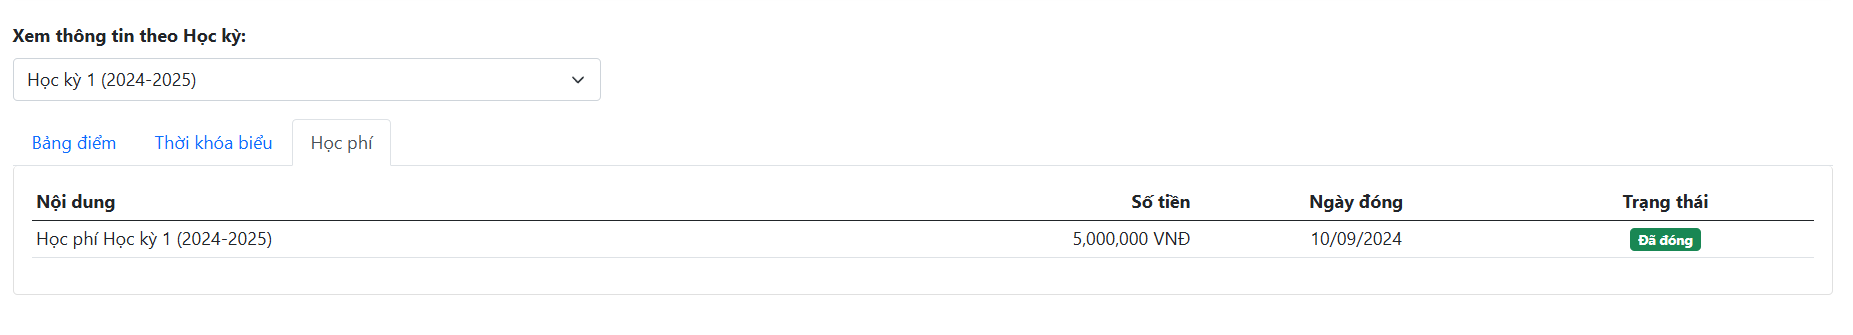 Xem thông tin theo Học kỳ:
Học kỳ 1 (2024-2025)
Bảng điểm Thời khóa biểu Học phí
Nội dung Số tiền Ngày đóng Trạng thái
Học phí Học kỳ 1 (2024-2025) 5,000,000 VNĐ 10/09/2024 Đã đóng